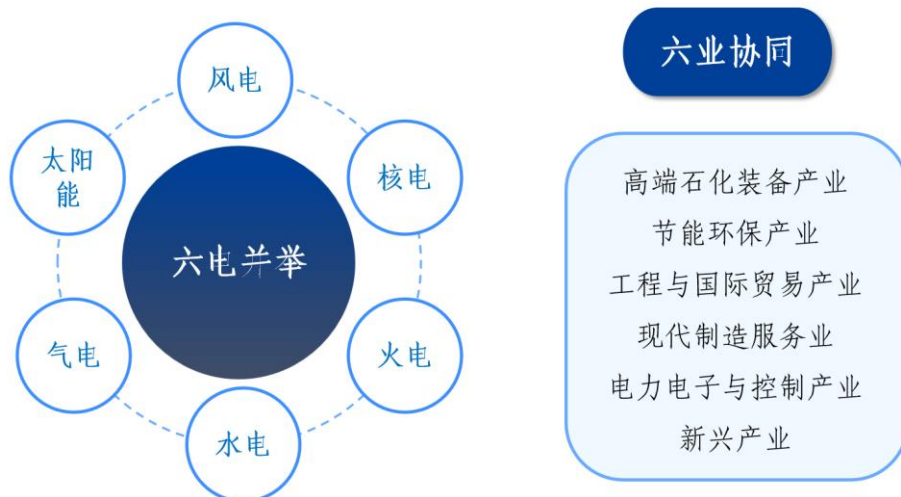 风电
核电
火电
水电
气电
太阳
能
六电并举
六业协同
高端石化装备产业
节能环保产业
工程与国际贸易产业
现代制造服务业
电力电子与控制产业
新兴产业